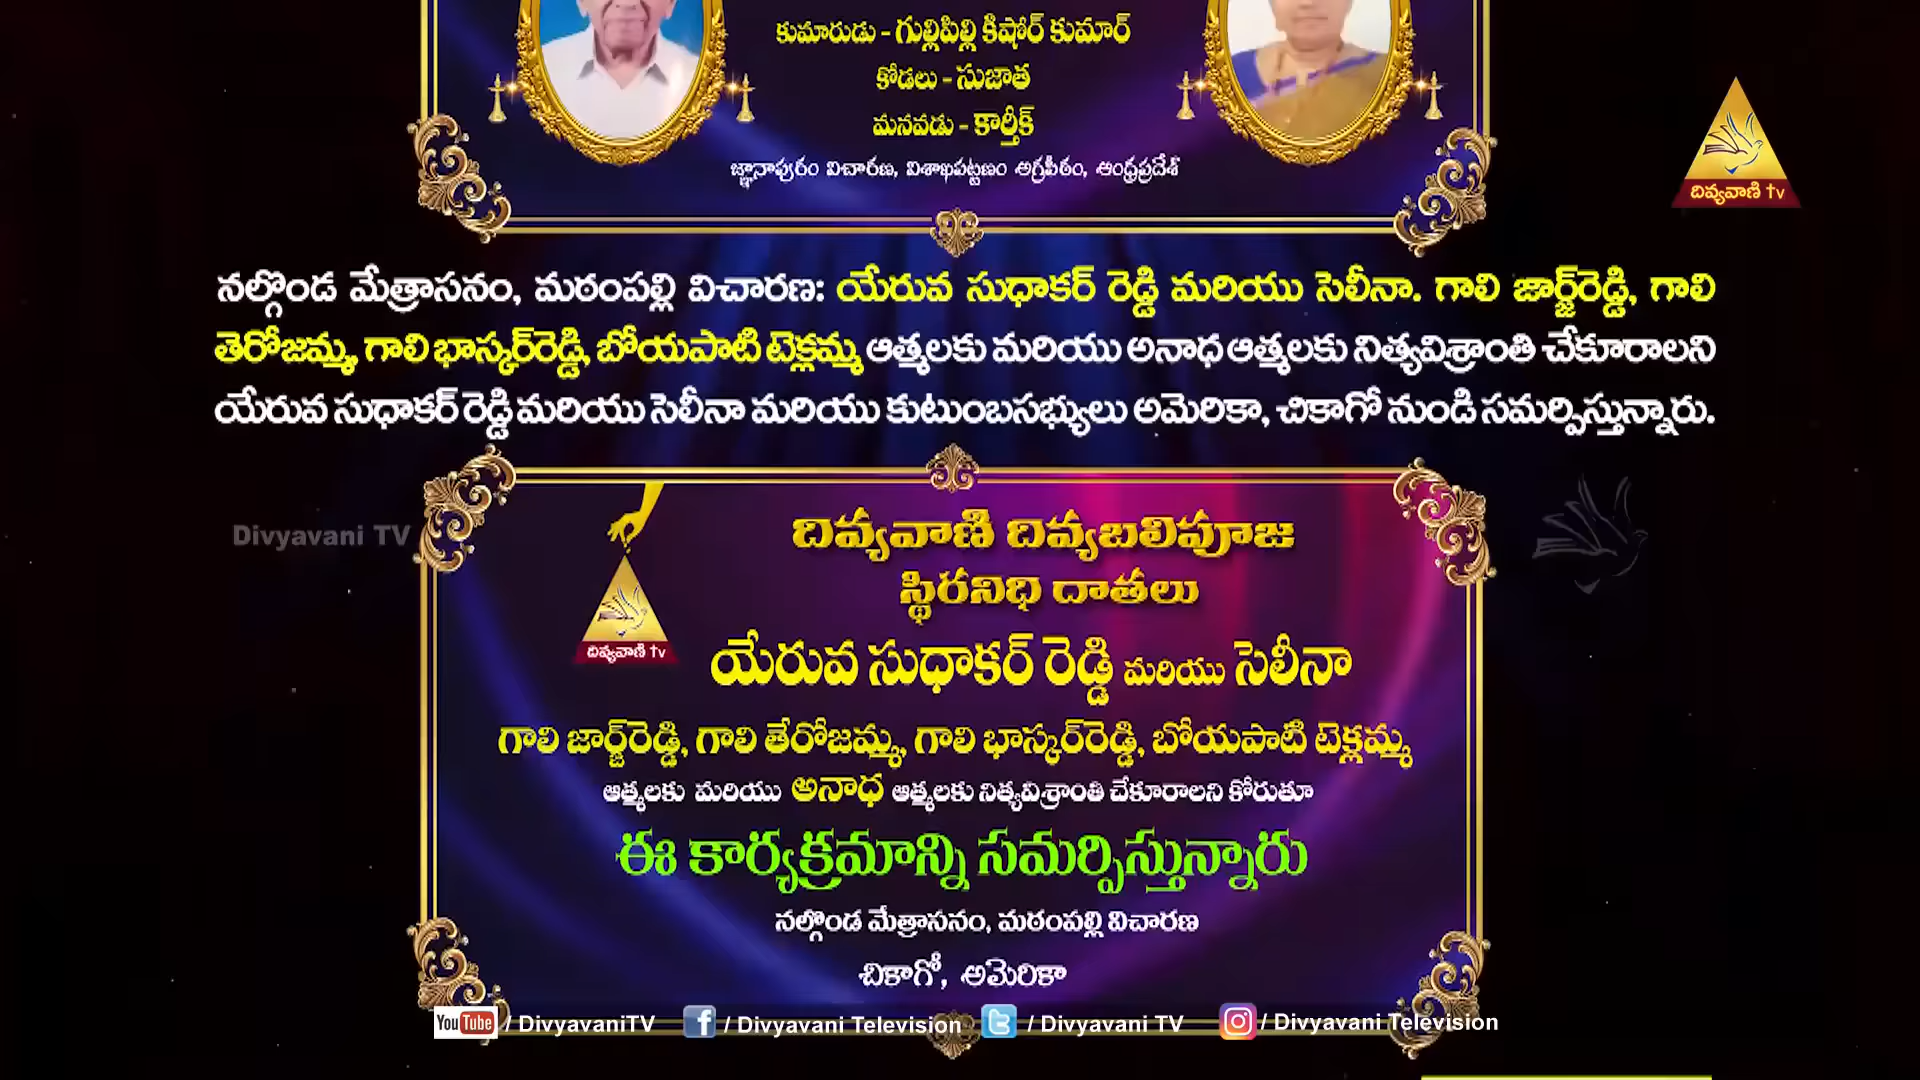 కుమారుడు - గుల్లిపిల్లి కిషోర్ కుమార్
కోడలు - సుజాత
మనవడు - కార్తీక్
జ్ఞానాపురం విచారణ, విశాఖపట్టణం అగ్రపీఠం, ఆంధ్రప్రదేశ్
దివ్యవాణి tv
నల్గొండ మేత్రాసనం, మఠంపల్లి విచారణ: యేరువ సుధాకర్ రెడ్డి మరియు సెలీనా. గాలి జార్జ్‌రెడ్డి, గాలి
తెరోజమ్మ, గాలి భాస్కర్‌రెడ్డి, బోయపాటి టెక్లమ్మ ఆత్మలకు మరియు అనాధ ఆత్మలకు నిత్యవిశ్రాంతి చేకూరాలని
యేరువ సుధాకర్ రెడ్డి మరియు సెలీనా మరియు కుటుంబసభ్యులు అమెరికా, చికాగో నుండి సమర్పిస్తున్నారు.
Divyavani TV
దివ్యవాణి దివ్యబలిపూజ
స్థిరనిధి దాతలు
దివ్యవాణి tv
యేరువ సుధాకర్ రెడ్డి మరియు సెలీనా
గాలి జార్జ్‌రెడ్డి, గాలి తేరోజమ్మ, గాలి భాస్కర్‌రెడ్డి, బోయపాటి టెక్లమ్మ
ఆత్మలకు మరియు అనాధ ఆత్మలకు నిత్యవిశ్రాంతి చేకూరాలని కోరుతూ
ఈ కార్యక్రమాన్ని సమర్పిస్తున్నారు
నల్గొండ మేత్రాసనం, మఠంపల్లి విచారణ
చికాగో, అమెరికా
YouTube / DivyavaniTV f / Divyavani Television / Divyavani TV / Divyavani Television